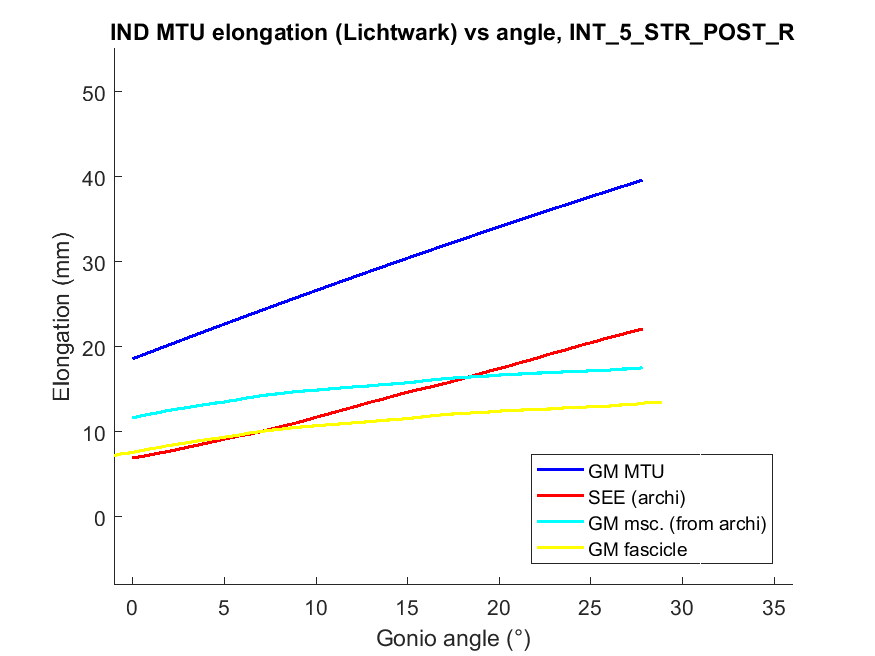 IND MTU elongation (Lichtwark) vs angle, INT_5_STR_POST_R
50
40
30
20
10
0
Elongation (mm)
0 5 10 15 20 25 30 35
Gonio angle (°)
GM MTU
SEE (archi)
GM msc. (from archi)
GM fascicle